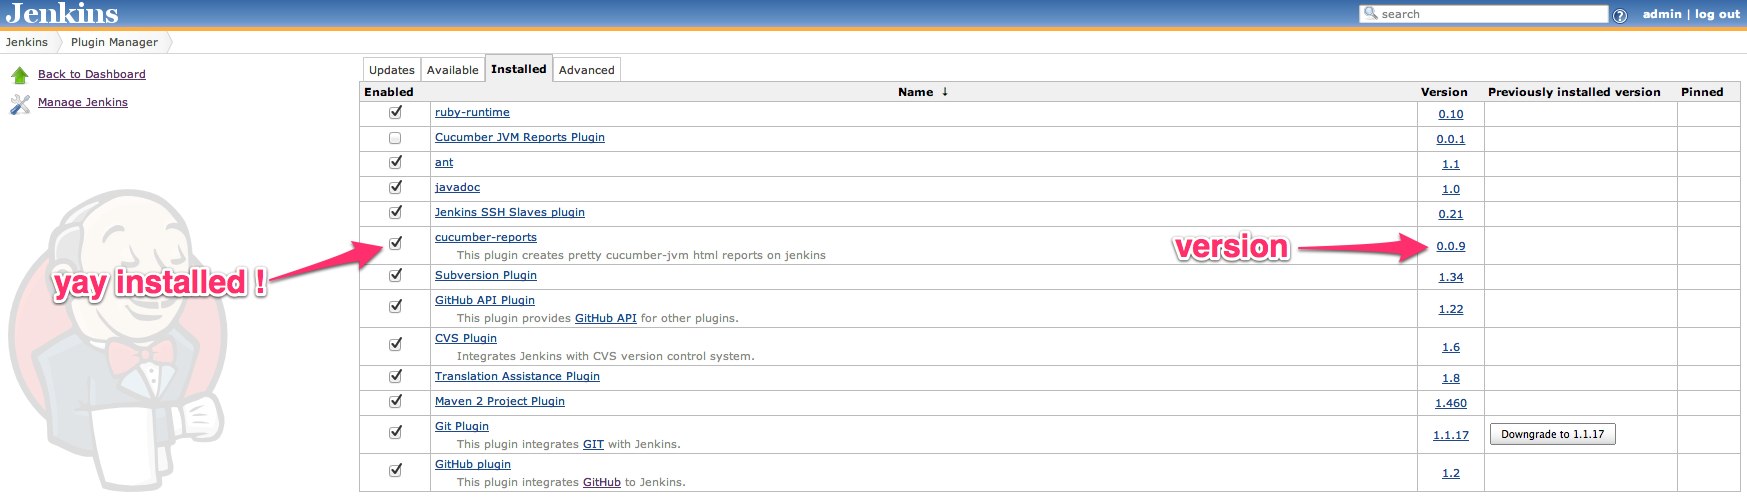 Jenkins
search
admin | log out
Jenkins Plugin Manager
Back to Dashboard
Manage Jenkins
Updates Available Installed Advanced
Enabled Name ↓ Version Previously installed version Pinned
ruby-runtime 0.10
Cucumber JVM Reports Plugin 0.0.1
ant 1.1
javadoc 1.0
Jenkins SSH Slaves plugin 0.21
cucumber-reports 0.0.9
This plugin creates pretty cucumber-jvm html reports on jenkins
yay installed !
version
Subversion Plugin 1.34
GitHub API Plugin 1.22
This plugin provides GitHub API for other plugins.
CVS Plugin 1.6
Integrates Jenkins with CVS version control system.
Translation Assistance Plugin 1.8
Maven 2 Project Plugin 1.460
Git Plugin 1.1.17 Downgrade to 1.1.17
This plugin integrates GIT with Jenkins.
GitHub plugin 1.2
This plugin integrates GitHub to Jenkins.